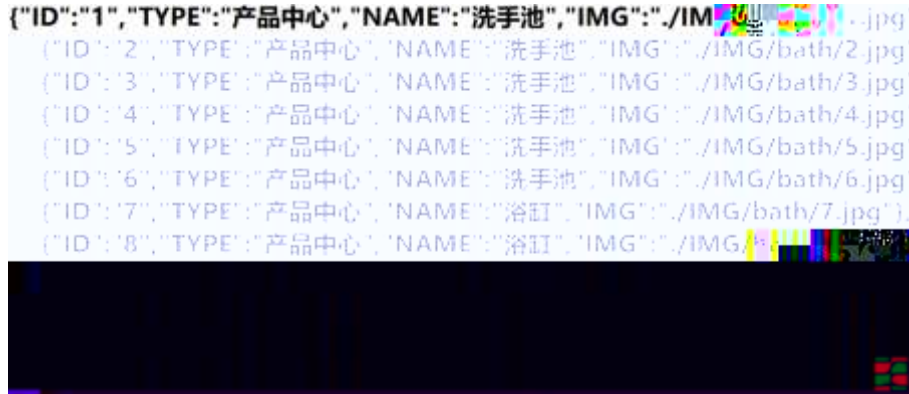 {"ID":"1","TYPE":"产品中心","NAME":"洗手池","IMG":"./IM .jpg
{"ID":"2","TYPE":"产品中心","NAME":"洗手池","IMG":"./IMG/bath/2.jpg
{"ID":"3","TYPE":"产品中心","NAME":"洗手池","IMG":"./IMG/bath/3.jpg
{"ID":"4","TYPE":"产品中心","NAME":"洗手池","IMG":"./IMG/bath/4.jpg
{"ID":"5","TYPE":"产品中心","NAME":"洗手池","IMG":"./IMG/bath/5.jpg
{"ID":"6","TYPE":"产品中心","NAME":"洗手池","IMG":"./IMG/bath/6.jpg
{"ID":"7","TYPE":"产品中心","NAME":"浴缸","IMG":"./IMG/bath/7.jpg"},
{"ID":"8","TYPE":"产品中心","NAME":"浴缸","IMG":"./IMG/